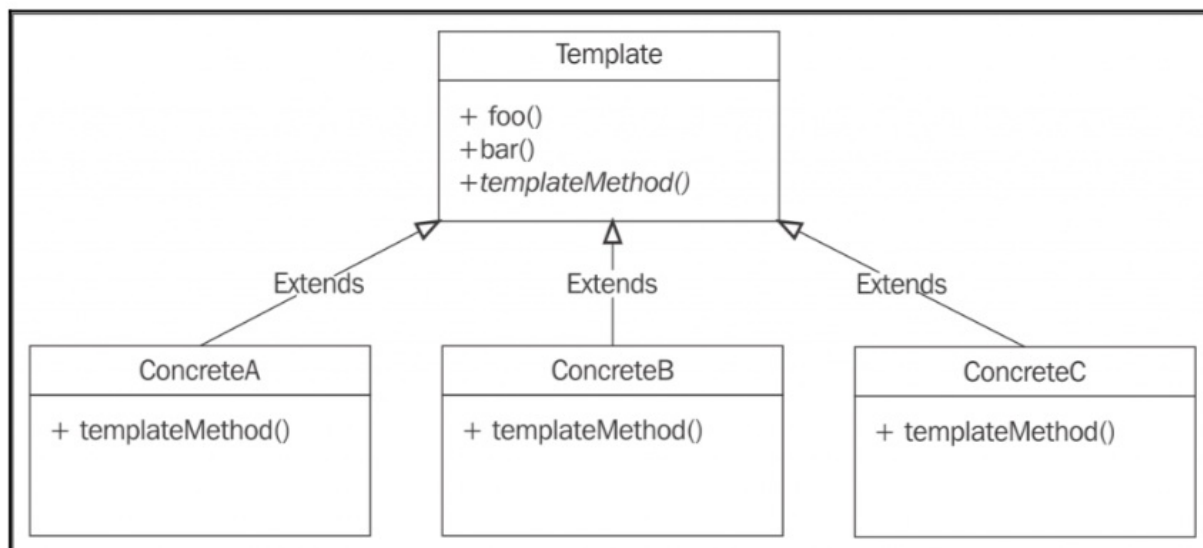 Template
+ foo()
+bar()
+templateMethod()
Extends
Extends
Extends
ConcreteA
+ templateMethod()
ConcreteB
+ templateMethod()
ConcreteC
+ templateMethod()